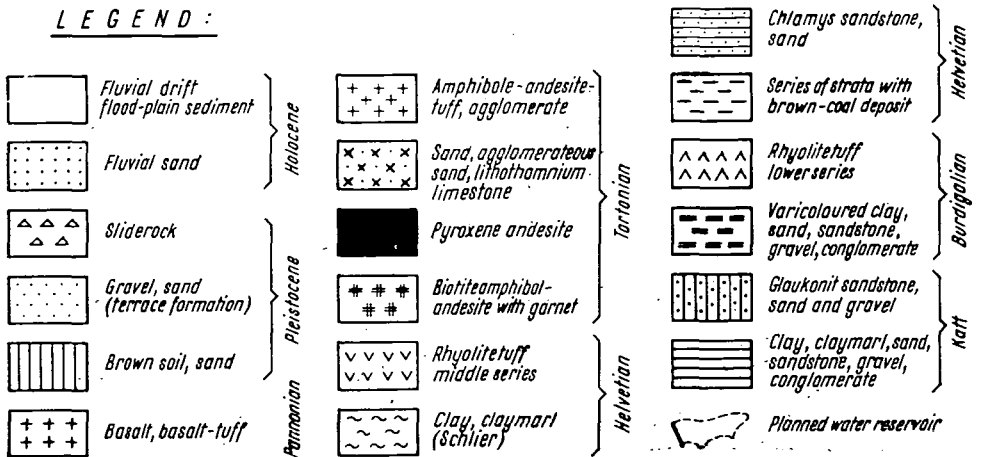 LEGEND:
Fluvial drift
flood-plain sediment
Fluvial sand
Holocene
Sliderock
Gravel, sand
(terrace formation)
Brown soil, sand
Pleistocene
Basalt, basalt-tuff
Pannonian
Amphibole-andesite-
tuff, agglomerate
Sand, agglomerateous
sand, lithothamnium
limestone
Pyroxene andesite
Biotiteamphibol-
andesite with garnet
Tortonian
Rhyolitetuff
middle series
Clay, claymarl
(Schlier)
Helvetian
Chlamys sandstone,
sand
Series of strata with
brown-coal deposit
Helvetian
Rhyolitetuff
lower series
Varicoloured clay,
sand, sandstone,
gravel, conglomerate
Burdigalian
Glaukonit sandstone,
sand and gravel
Clay, claymarl, sand,
sandstone, gravel,
conglomerate
Katt
Planned water reservoir